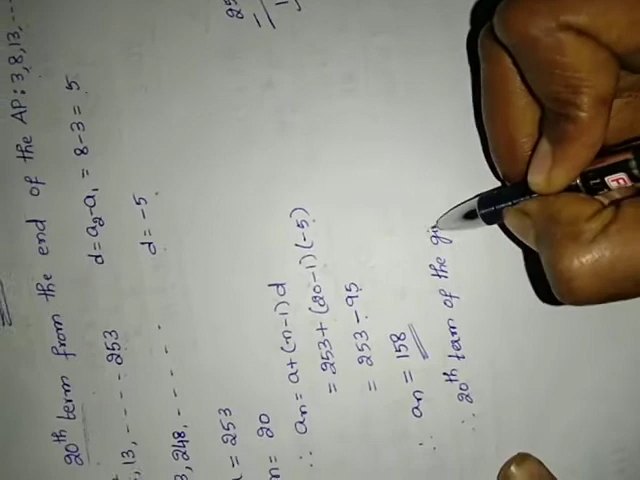 20th term from the end of the AP: 3, 8, 13, ...
, 13, - - - - 253 d = a2 - a1 = 8 - 3 = 5
3, 248, - - - - - d = -5
= 253
n = 20
∴ an = a + (n-1) d
= 253 + (20-1) (-5)
= 253 - 95
∴ an = 158
∴ 20th term of the gi